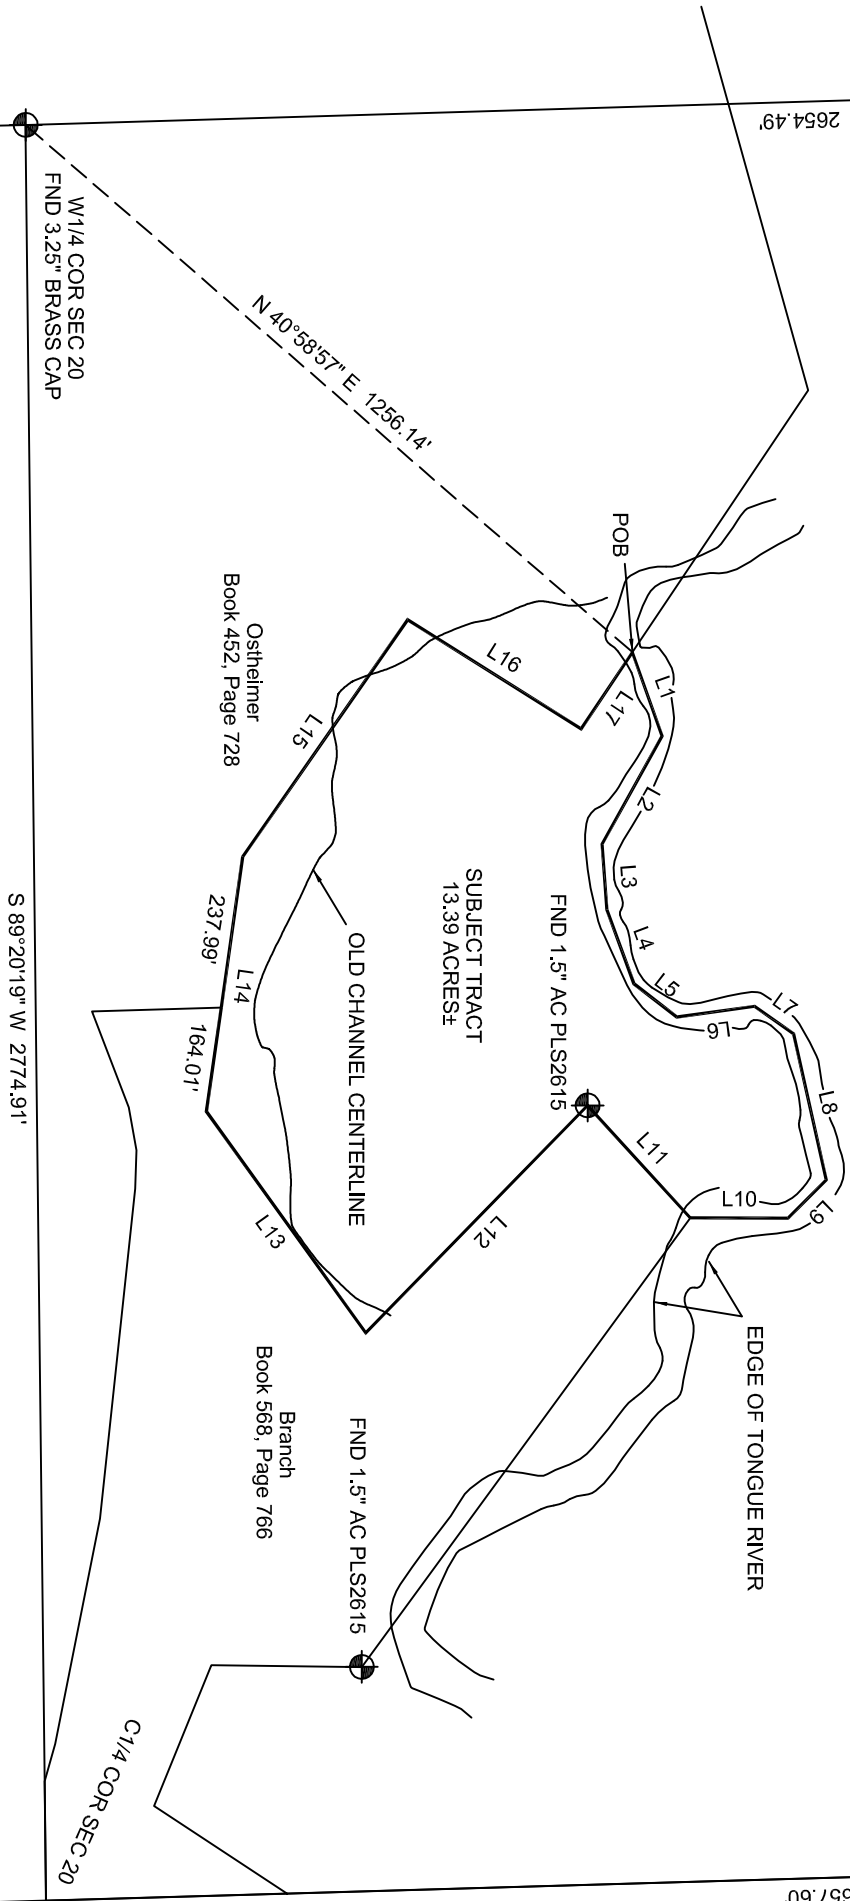 2654.49'
W1/4 COR SEC 20
FND 3.25" BRASS CAP
N 40°58'57" E 1256.14'
POB
L1
L2
L3
L4
L5
L6
L7
L8
L9
L10
L11
L12
L13
L14
L15
L16
L17
Ostheimer
Book 452, Page 728
SUBJECT TRACT
13.39 ACRES±
FND 1.5" AC PLS2615
OLD CHANNEL CENTERLINE
237.99'
164.01'
EDGE OF TONGUE RIVER
Branch
Book 568, Page 766
FND 1.5" AC PLS2615
S 89°20'19" W 2774.91'
C1/4 COR SEC 20
657.60'